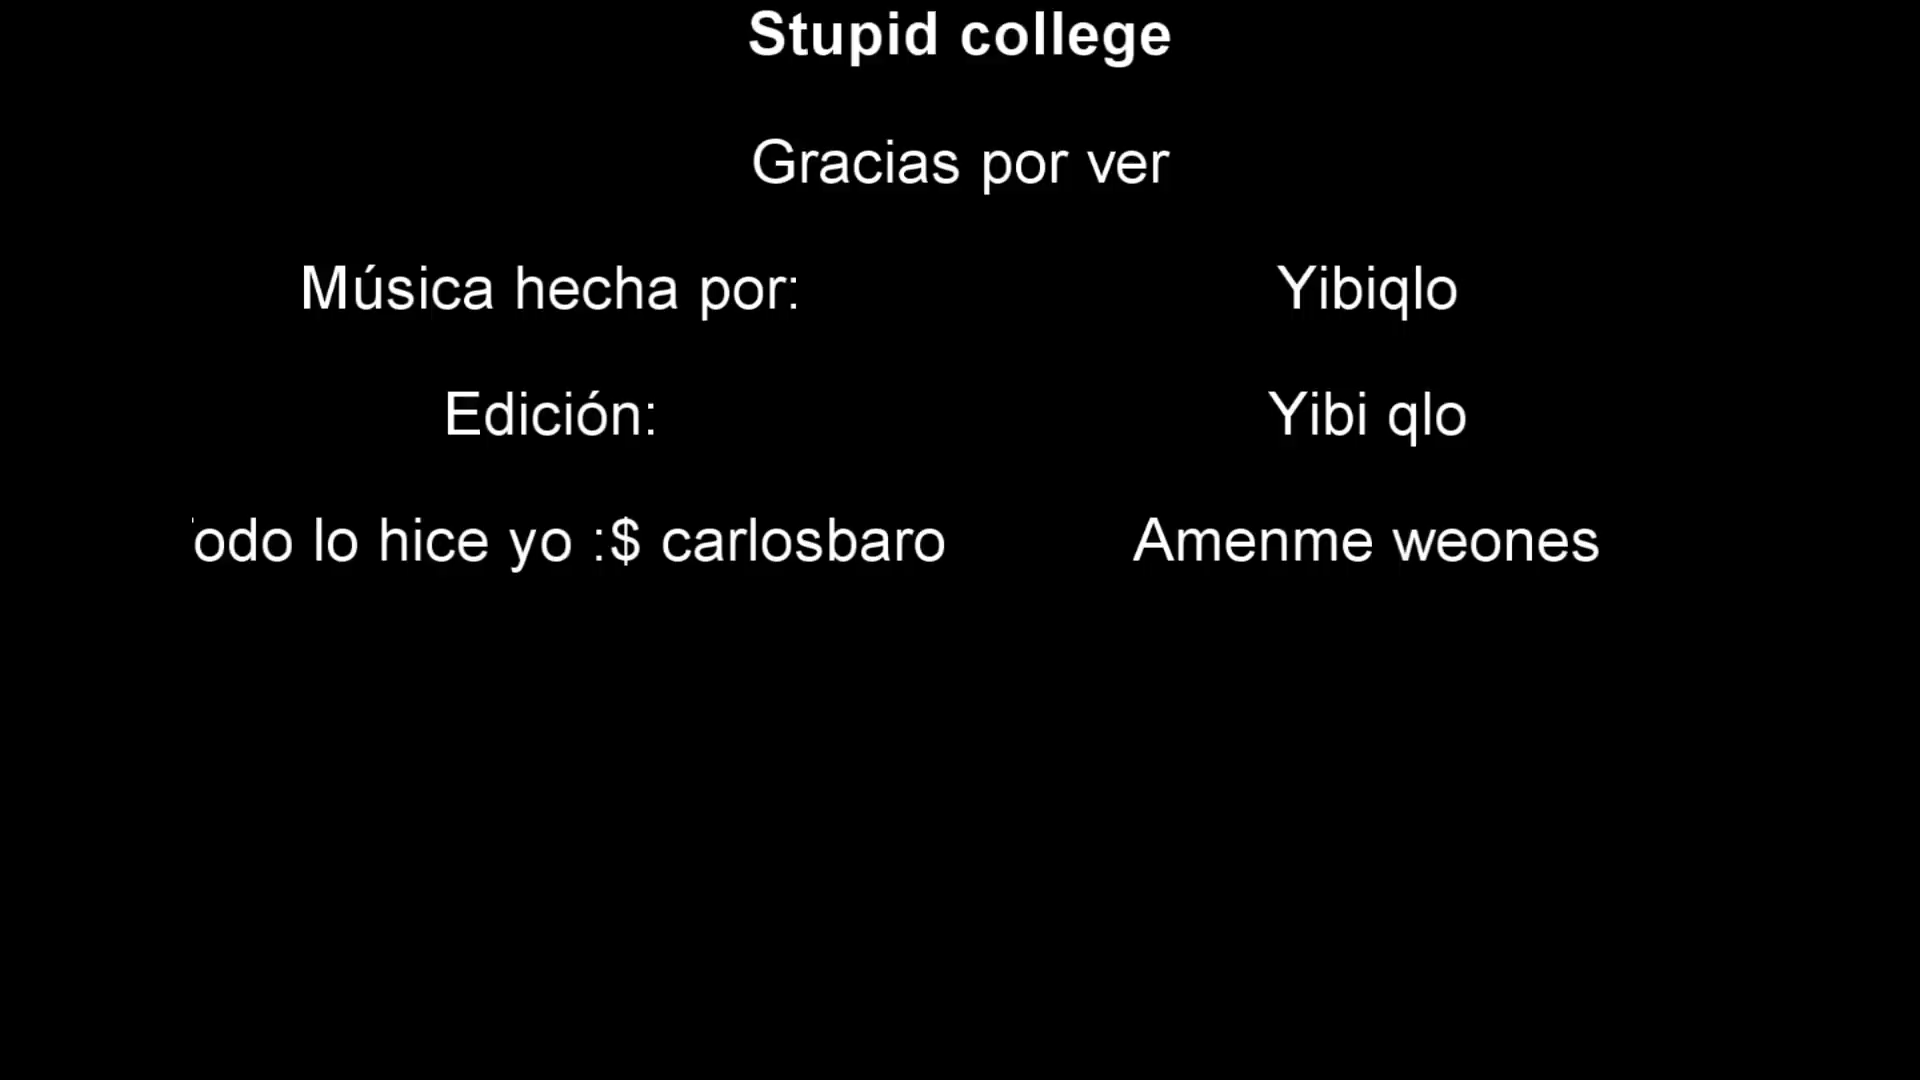 Stupid college
Gracias por ver
Música hecha por: Yibiqlo
Edición: Yibi qlo
odo lo hice yo :$ carlosbaro Amenme weones